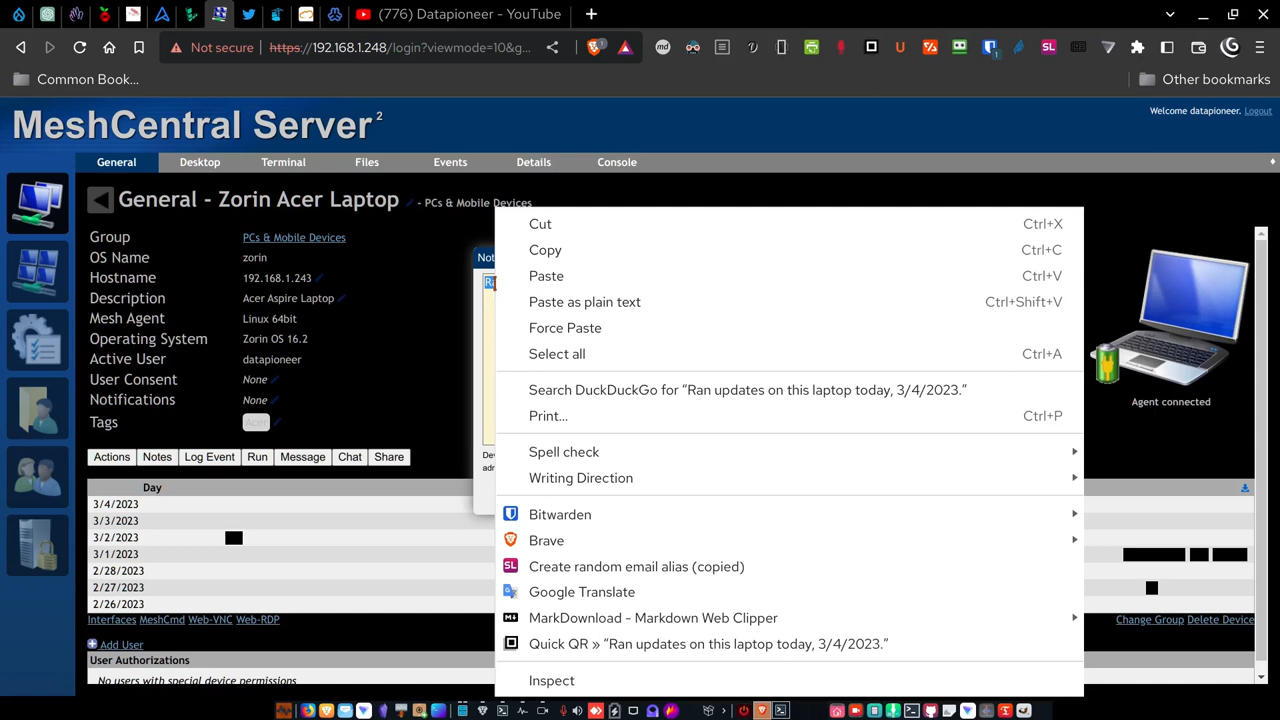 (776) Datapioneer - YouTube
Not secure
https://192.168.1.248/login?viewmode=10&g...
Common Book...
Other bookmarks
MeshCentral Server 2
Welcome datapioneer. Logout
General Desktop Terminal Files Events Details Console
General - Zorin Acer Laptop - PCs & Mobile Devices
Group PCs & Mobile Devices
OS Name zorin
Hostname 192.168.1.243
Description Acer Aspire Laptop
Mesh Agent Linux 64bit
Operating System Zorin OS 16.2
Active User datapioneer
User Consent None
Notifications None
Tags Acer
Actions Notes Log Event Run Message Chat Share
Day
3/4/2023
3/3/2023
3/2/2023
3/1/2023
2/28/2023
2/27/2023
2/26/2023
Interfaces MeshCmd Web-VNC Web-RDP
Change Group Delete Device
Add User
User Authorizations
No users with special device permissions
Agent connected
Cut Ctrl+X
Copy Ctrl+C
Paste Ctrl+V
Paste as plain text Ctrl+Shift+V
Force Paste
Select all Ctrl+A
Search DuckDuckGo for “Ran updates on this laptop today, 3/4/2023.”
Print... Ctrl+P
Spell check
Writing Direction
Bitwarden
Brave
SL Create random email alias (copied)
Google Translate
MarkDownload - Markdown Web Clipper
Quick QR » “Ran updates on this laptop today, 3/4/2023.”
Inspect